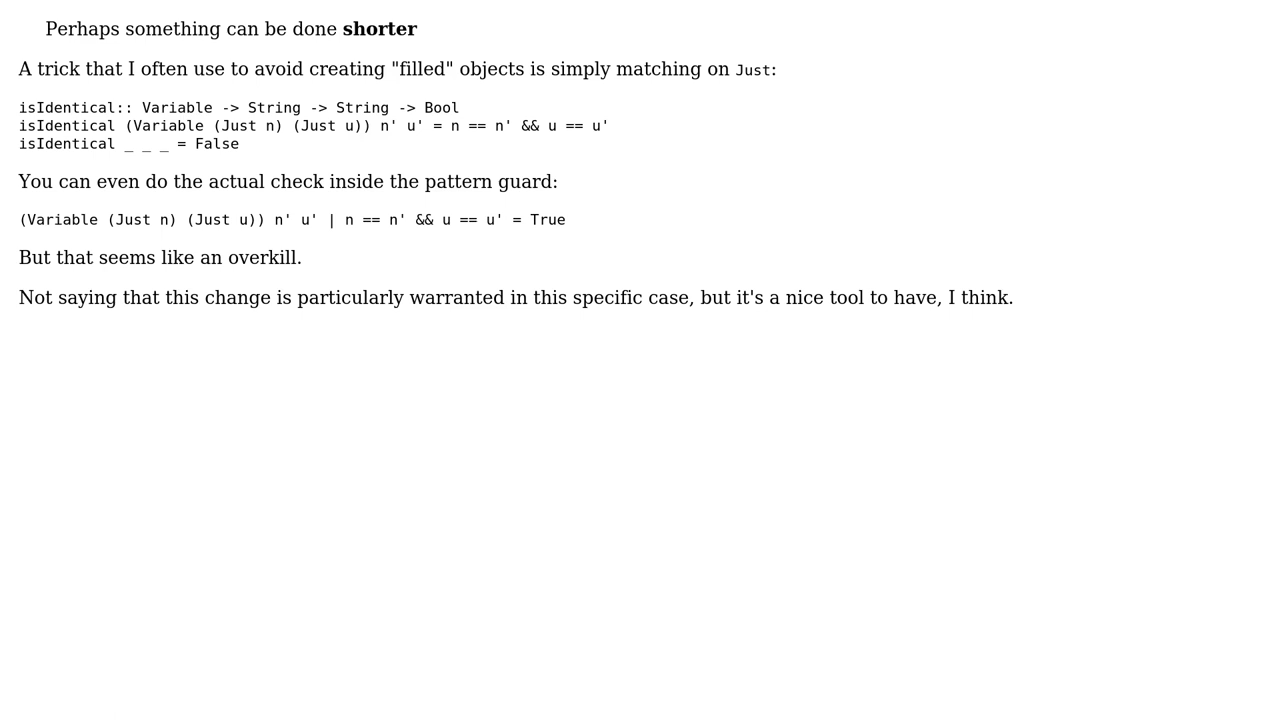 Perhaps something can be done shorter
A trick that I often use to avoid creating "filled" objects is simply matching on Just:
isIdentical:: Variable -> String -> String -> Bool
isIdentical (Variable (Just n) (Just u)) n' u' = n == n' && u == u'
isIdentical _ _ _ = False
You can even do the actual check inside the pattern guard:
(Variable (Just n) (Just u)) n' u' | n == n' && u == u' = True
But that seems like an overkill.
Not saying that this change is particularly warranted in this specific case, but it's a nice tool to have, I think.